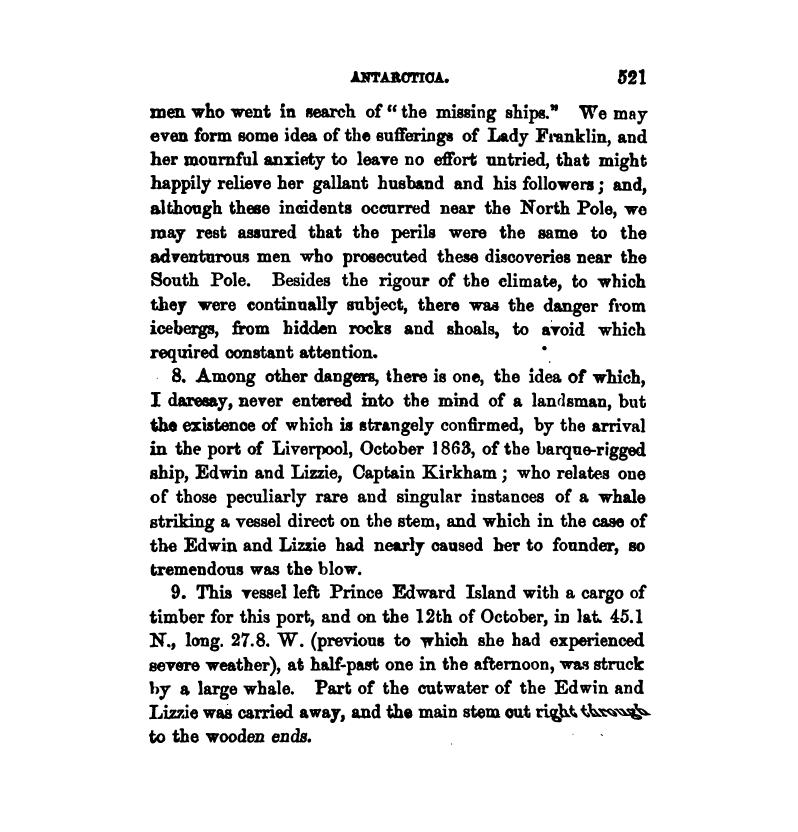 ANTARCTICA. 521
men who went in search of "the missing ships." We may
even form some idea of the sufferings of Lady Franklin, and
her mournful anxiety to leave no effort untried, that might
happily relieve her gallant husband and his followers; and,
although these incidents occurred near the North Pole, we
may rest assured that the perils were the same to the
adventurous men who prosecuted these discoveries near the
South Pole. Besides the rigour of the climate, to which
they were continually subject, there was the danger from
icebergs, from hidden rocks and shoals, to avoid which
required constant attention.
8. Among other dangers, there is one, the idea of which,
I daresay, never entered into the mind of a landsman, but
the existence of which is strangely confirmed, by the arrival
in the port of Liverpool, October 1863, of the barque-rigged
ship, Edwin and Lizzie, Captain Kirkham; who relates one
of those peculiarly rare and singular instances of a whale
striking a vessel direct on the stem, and which in the case of
the Edwin and Lizzie had nearly caused her to founder, so
tremendous was the blow.
9. This vessel left Prince Edward Island with a cargo of
timber for this port, and on the 12th of October, in lat. 45.1
N., long. 27.8. W. (previous to which she had experienced
severe weather), at half-past one in the afternoon, was struck
by a large whale. Part of the cutwater of the Edwin and
Lizzie was carried away, and the main stem cut right through
to the wooden ends.